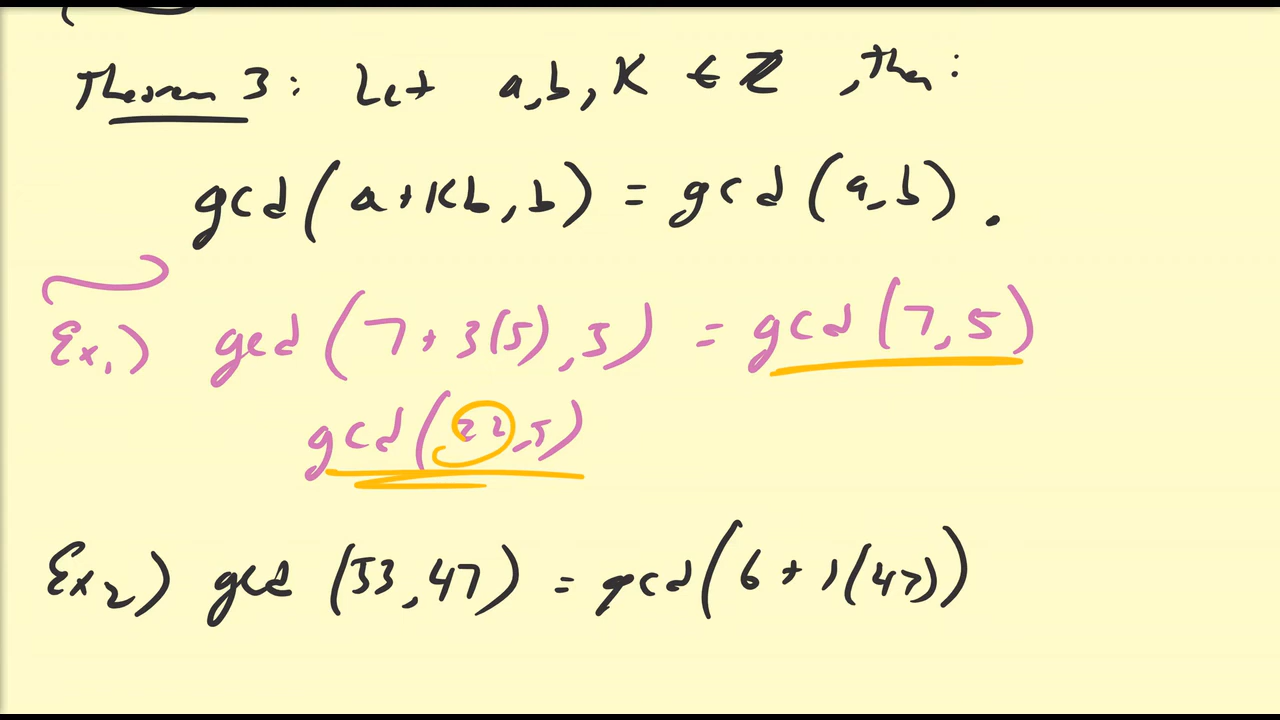 Theorem 3: Let a,b,K ∈ ℤ, then:
gcd(a+Kb, b) = gcd(a,b).
Ex1) gcd(7+3(5),5) = gcd(7,5)
gcd(22,5)
Ex2) gcd(53,47) = gcd(6+1(47))